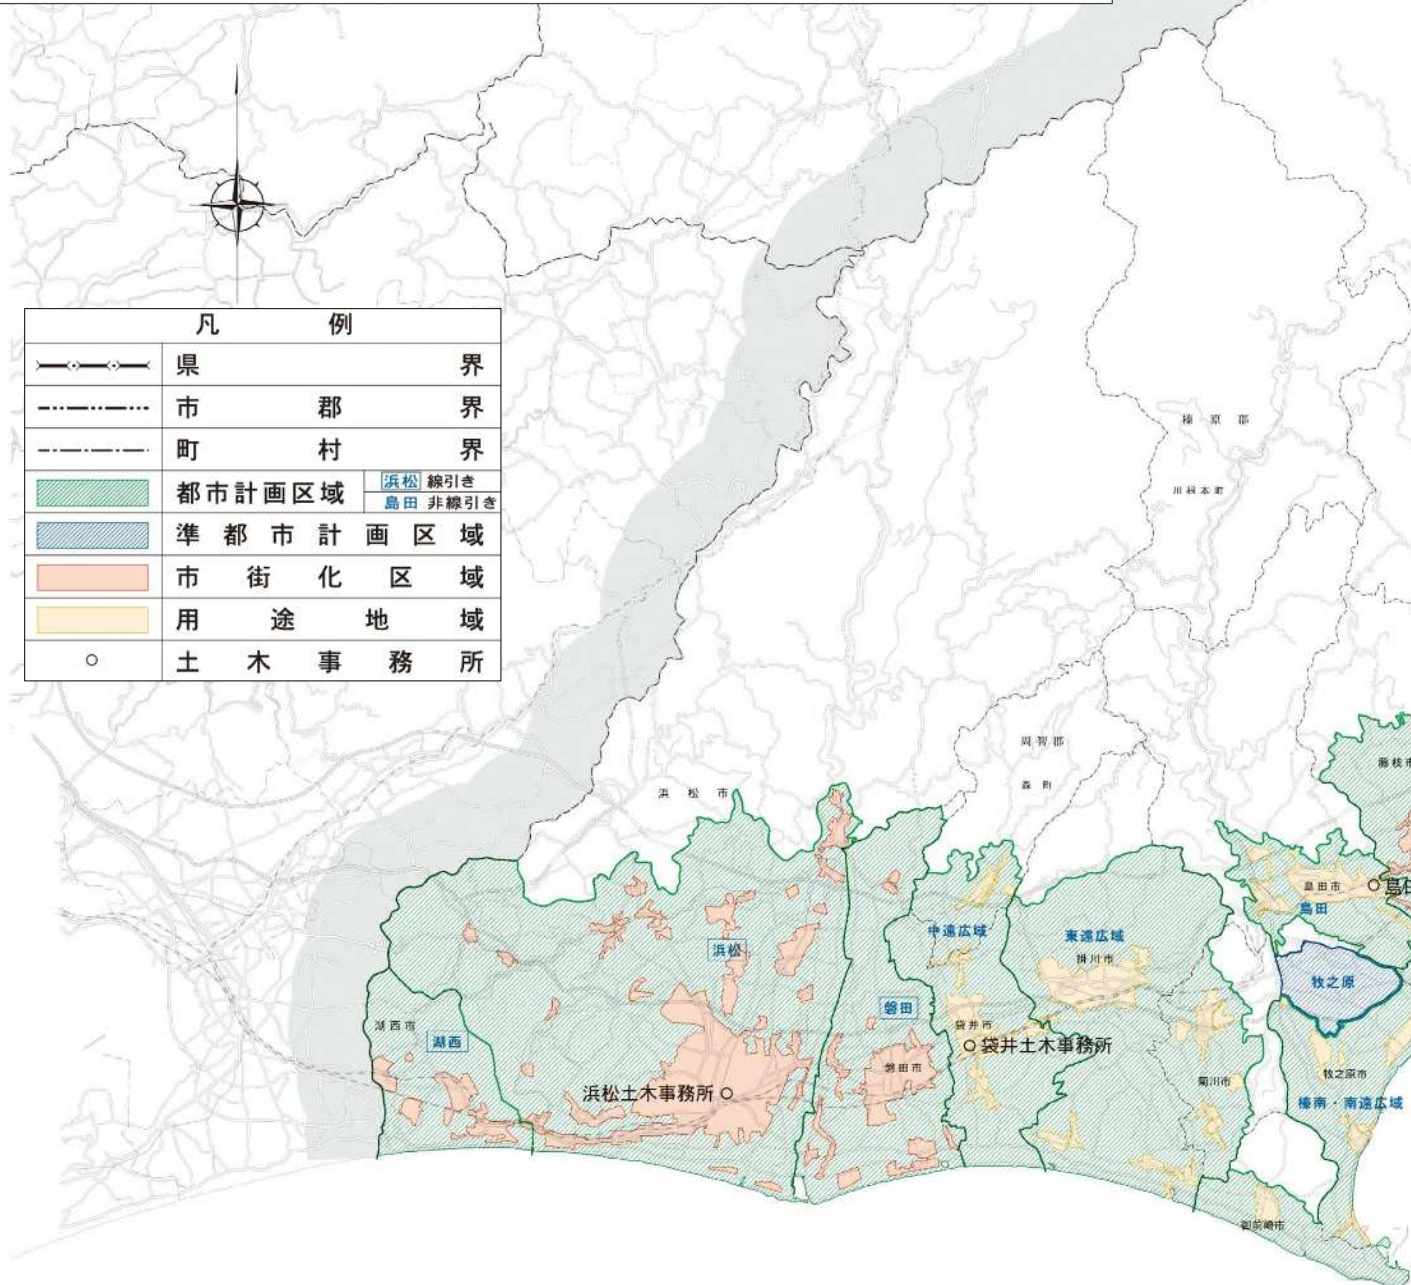 凡例
県界
市郡界
町村界
都市計画区域 浜松 線引き
島田 非線引き
準都市計画区域
市街化区域
用途地域
土木事務所
榛原郡
川根本町
周智郡
森町
浜松市
藤枝市
島田市
島田
島田
中遠広域
東遠広域
掛川市
浜松
牧之原
磐田
湖西市
湖西
袋井市
袋井土木事務所
磐田市
牧之原市
菊川市
浜松土木事務所
榛南・南遠広域
御前崎市